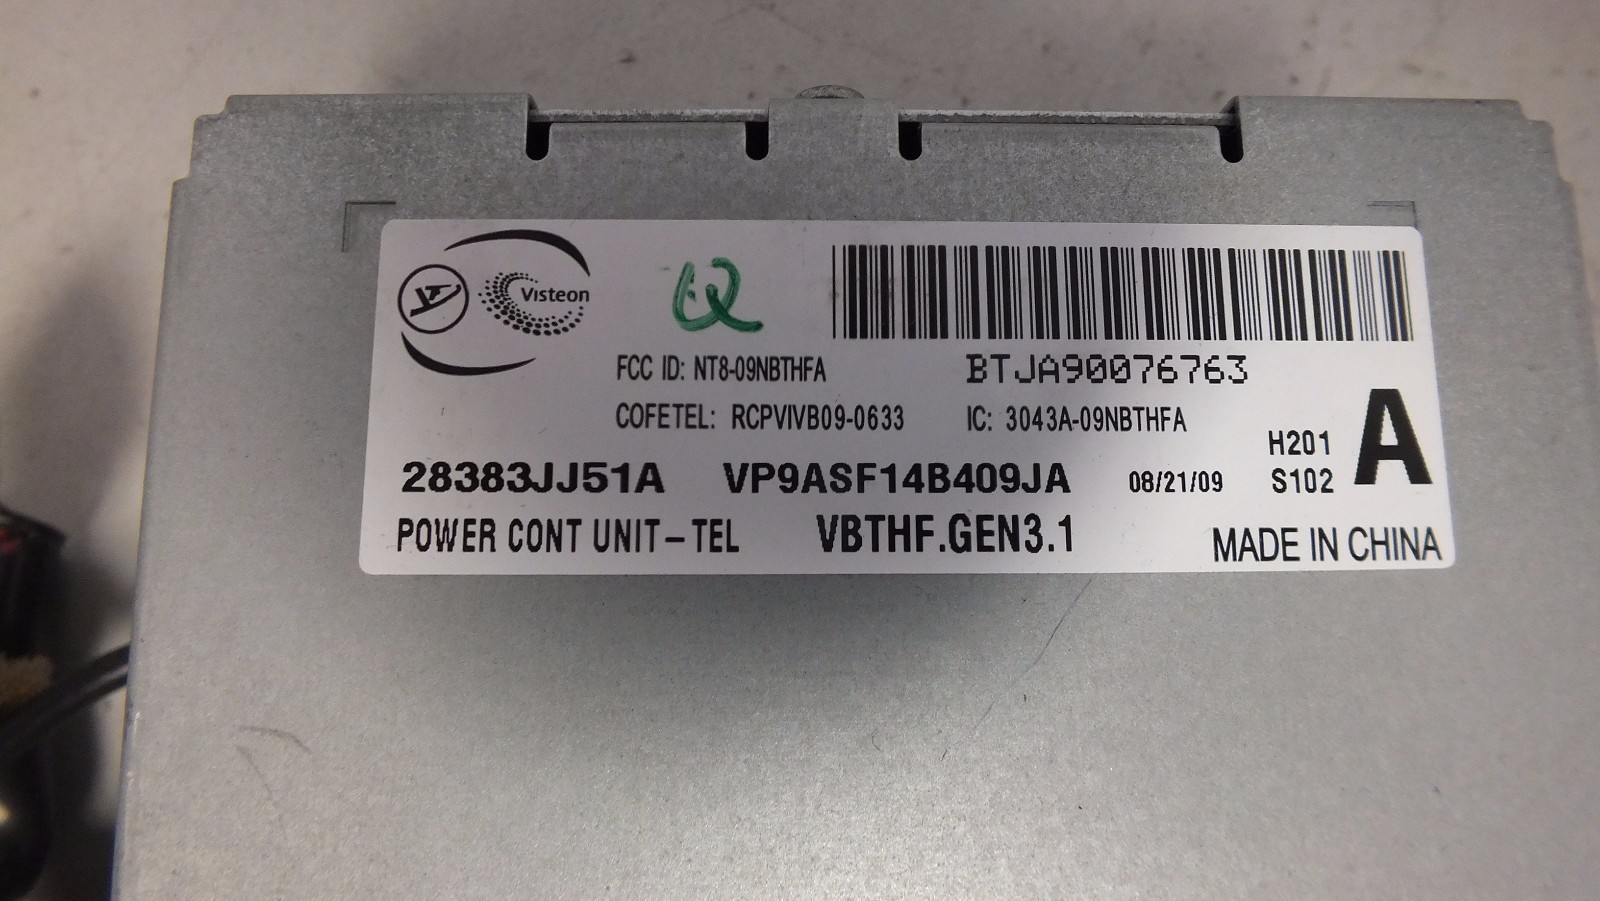 Visteon
FCC ID: NT8-09NBTHFA
BTJA90076763
COFETEL: RCPVIVB09-0633 IC: 3043A-09NBTHFA
H201 A
28383JJ51A VP9ASF14B409JA 08/21/09 S102
POWER CONT UNIT-TEL VBTHF.GEN3.1 MADE IN CHINA